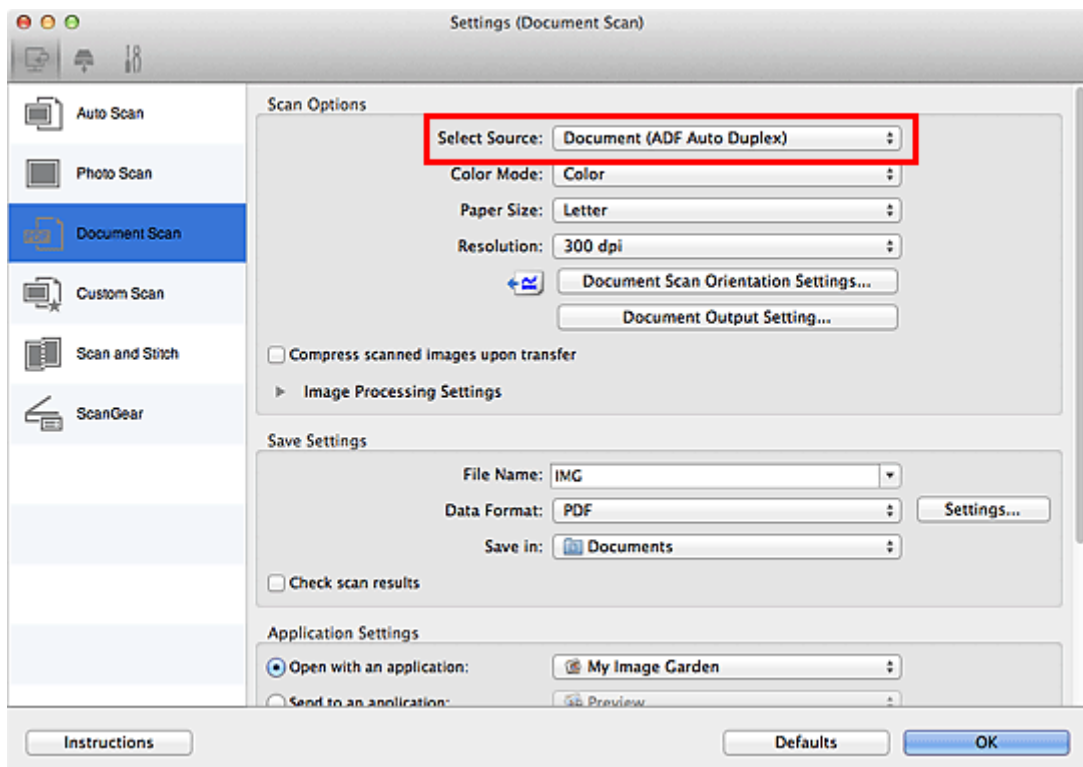 Settings (Document Scan)
Auto Scan
Photo Scan
PDF
Document Scan
Custom Scan
Scan and Stitch
ScanGear
Scan Options
Select Source: Document (ADF Auto Duplex)
Color Mode: Color
Paper Size: Letter
Resolution: 300 dpi
Document Scan Orientation Settings...
Document Output Setting...
Compress scanned images upon transfer
Image Processing Settings
Save Settings
File Name: IMG
Data Format: PDF Settings...
Save in: Documents
Check scan results
Application Settings
Open with an application: My Image Garden
Send to an application: Preview
Instructions Defaults OK